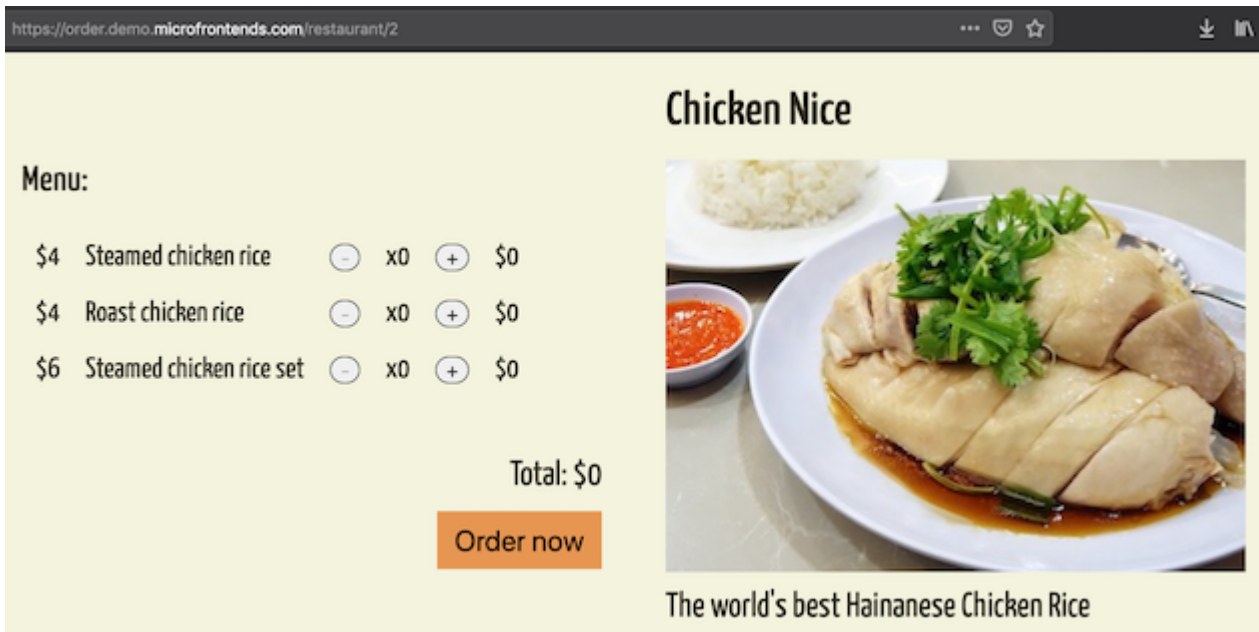 https://order.demo.microfrontends.com/restaurant/2
Chicken Nice
Menu:
$4 Steamed chicken rice - x0 + $0
$4 Roast chicken rice - x0 + $0
$6 Steamed chicken rice set - x0 + $0
Total: $0
Order now
The world's best Hainanese Chicken Rice